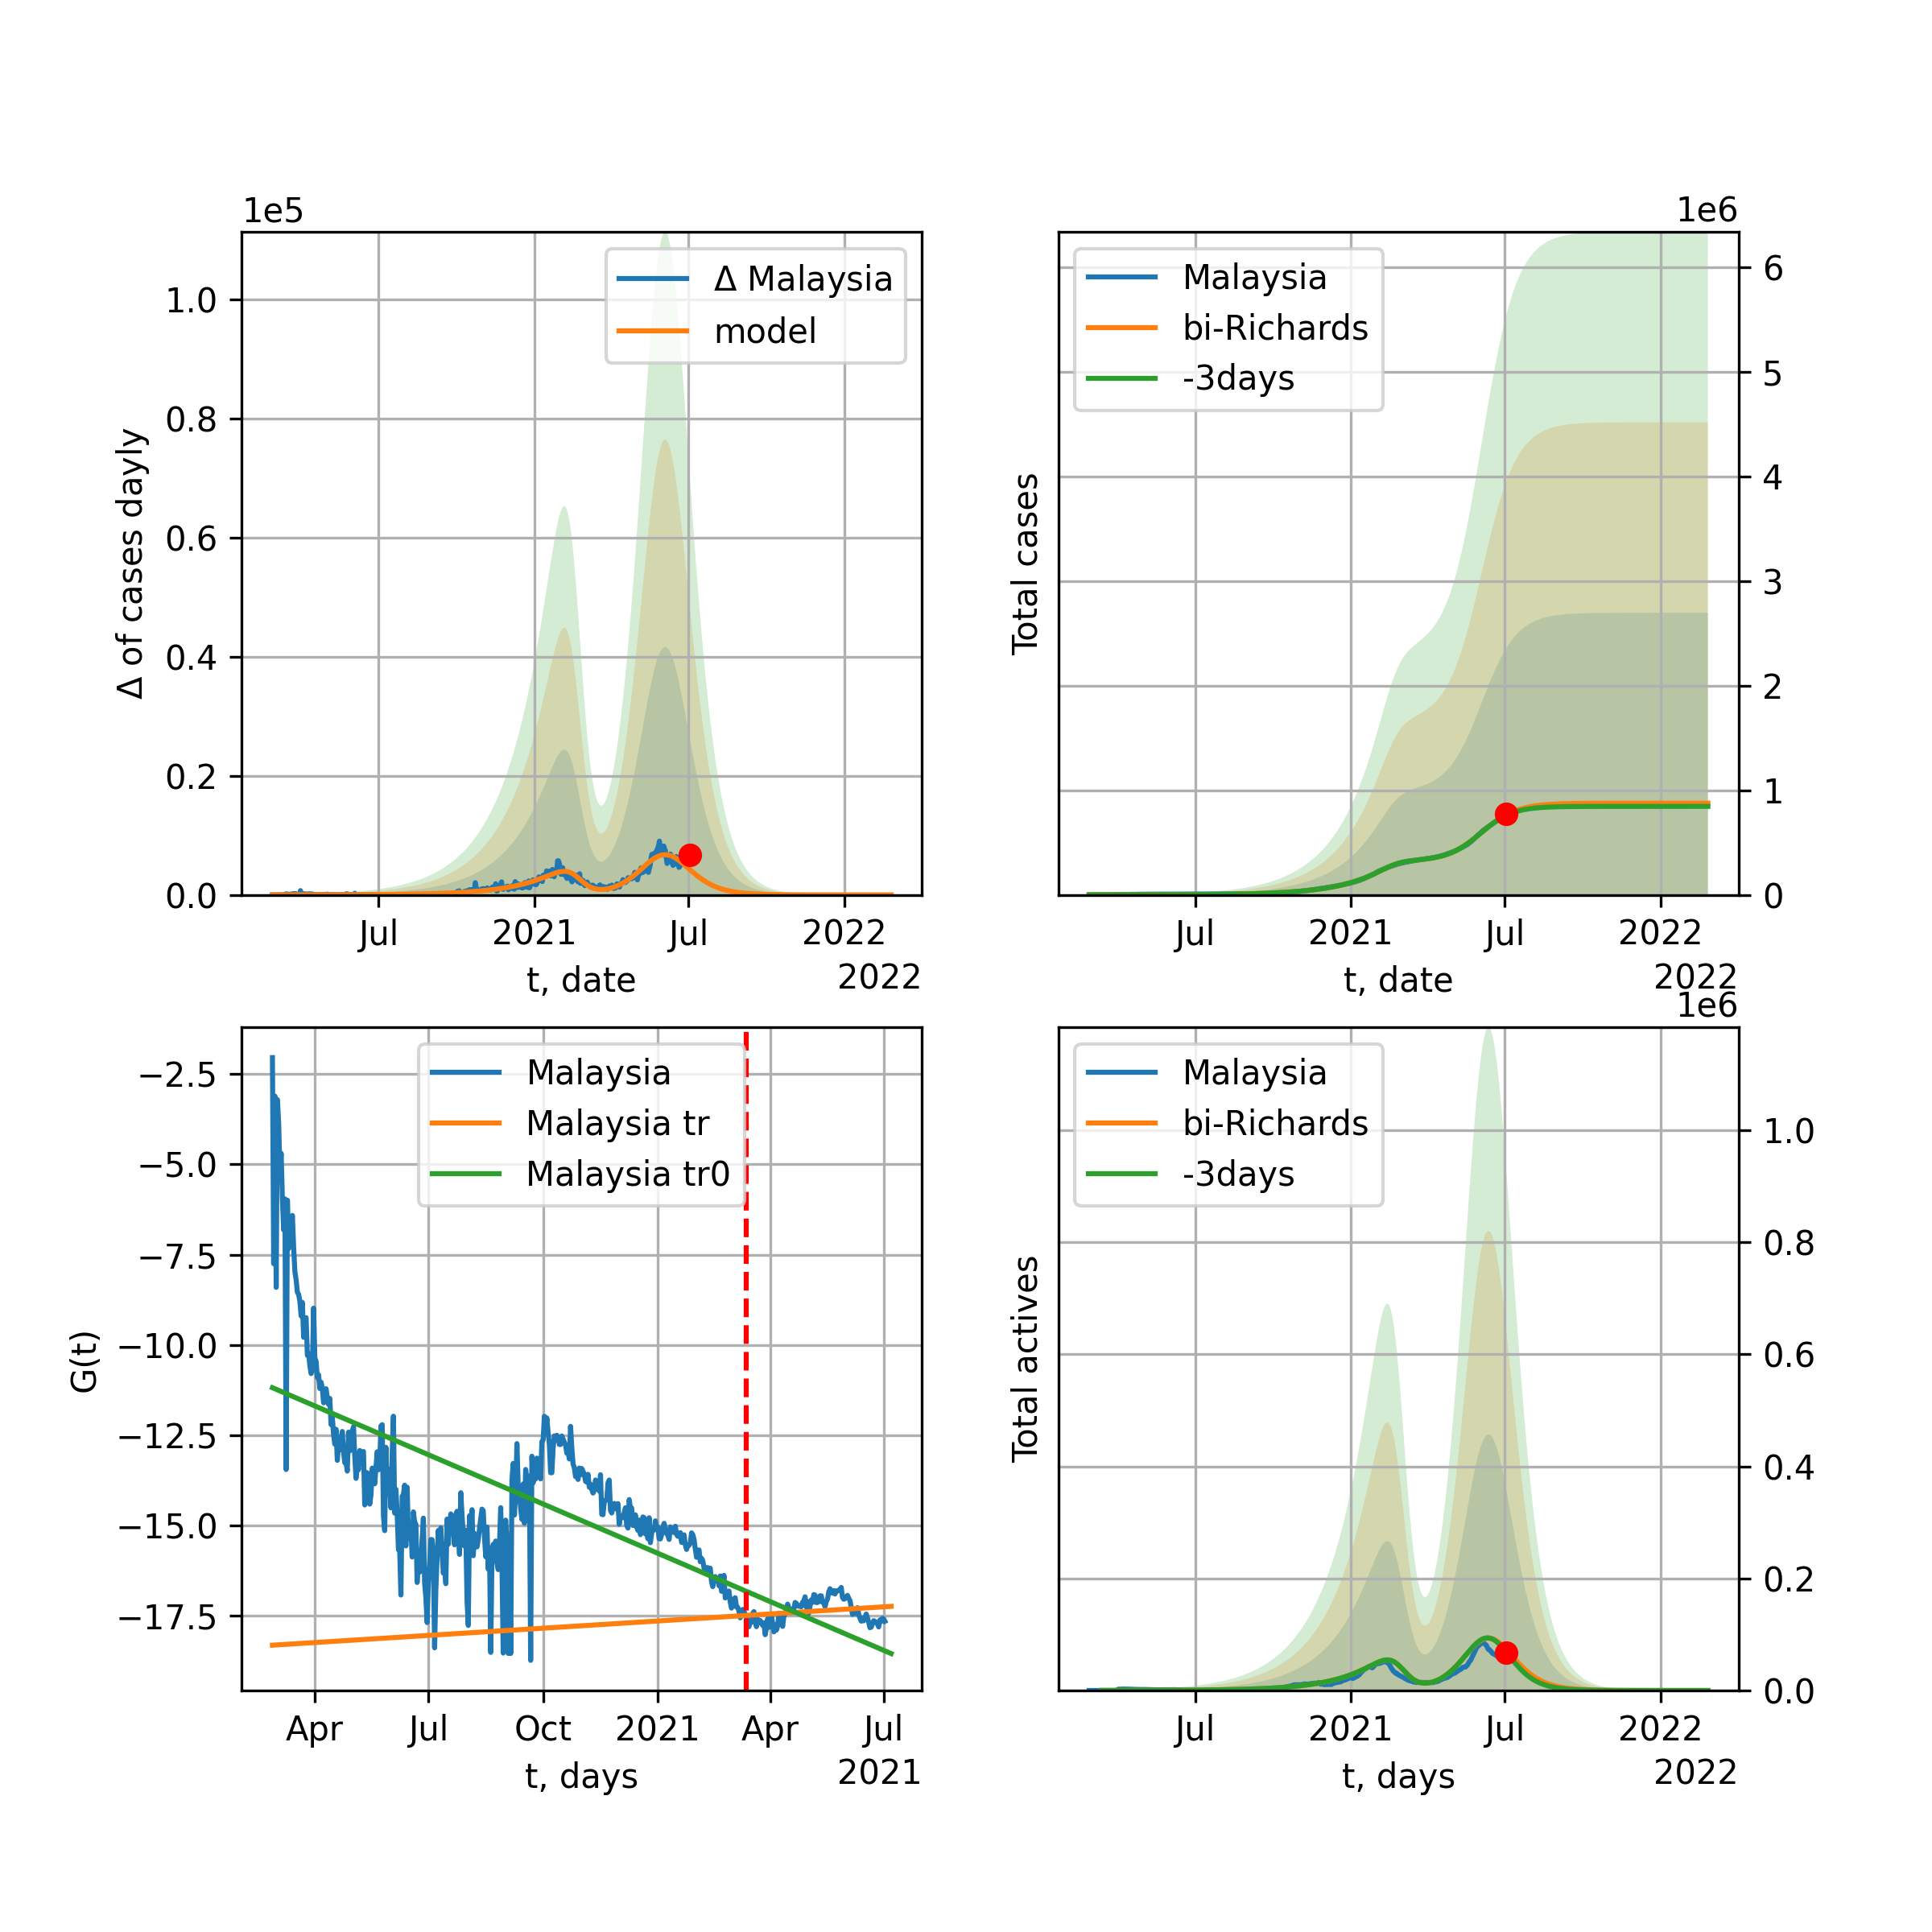 1e5
Δ Malaysia
model
1.0
0.8
0.6
0.4
0.2
0.0
Δ of cases dayly
Jul
2021
Jul
2022
t, date
2022
1e6
Malaysia
bi-Richards
-3days
6
5
4
3
2
1
0
Total cases
Jul
2021
Jul
2022
t, date
2022
Malaysia
Malaysia tr
Malaysia tr0
−2.5
−5.0
−7.5
−10.0
−12.5
−15.0
−17.5
G(t)
Apr
Jul
Oct
2021
Apr
Jul
t, days
2021
1e6
Malaysia
bi-Richards
-3days
1.0
0.8
0.6
0.4
0.2
0.0
Total actives
Jul
2021
Jul
2022
t, days
2022